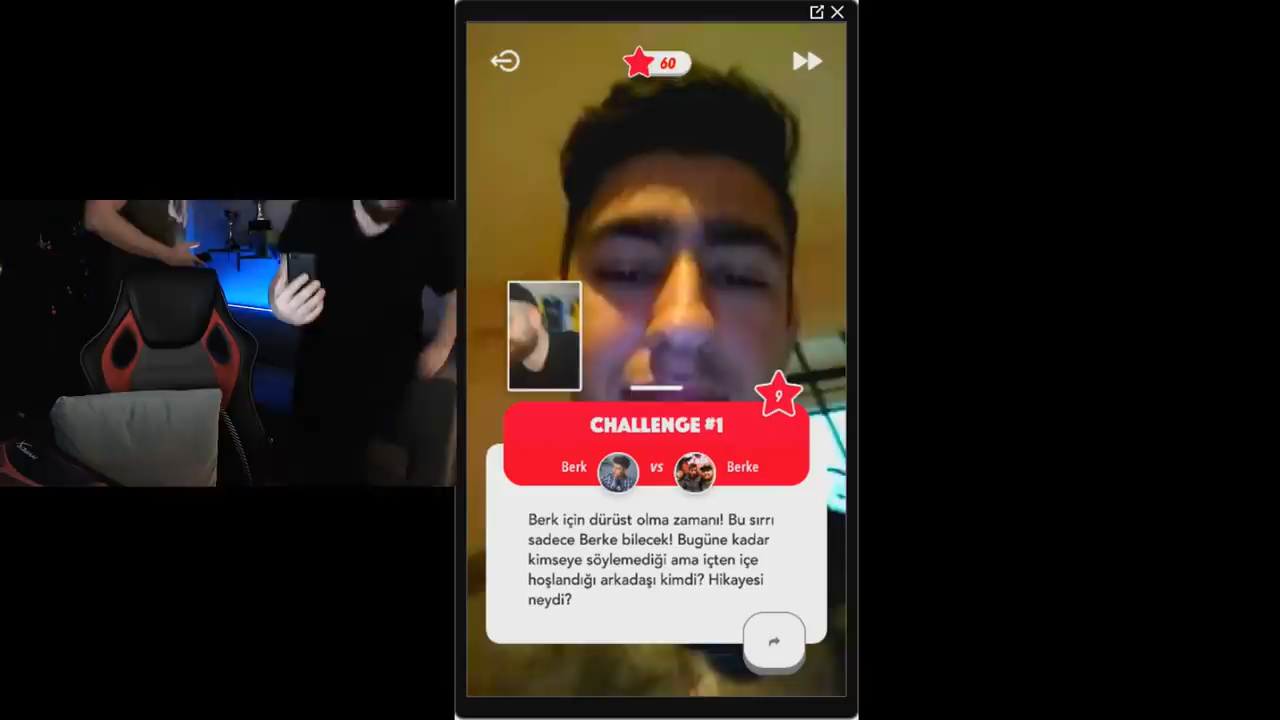 60
9
CHALLENGE #1
Berk vs Berke
Berk için dürüst olma zamanı! Bu sırrı
sadece Berke bilecek! Bugüne kadar
kimseye söylemediği ama içten içe
hoşlandığı arkadaşı kimdi? Hikayesi
neydi?